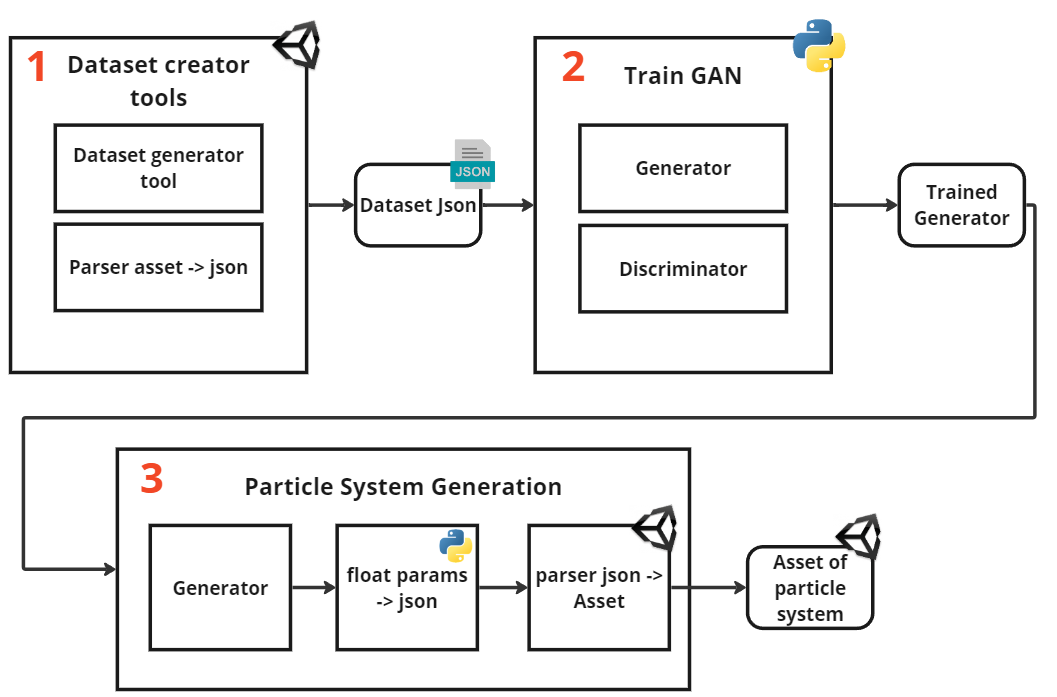 1
Dataset creator
tools
Dataset generator
tool
Parser asset -> json
JSON
Dataset Json
2
Train GAN
Generator
Discriminator
Trained
Generator
3
Particle System Generation
Generator
float params
-> json
parser json ->
Asset
Asset of
particle
system